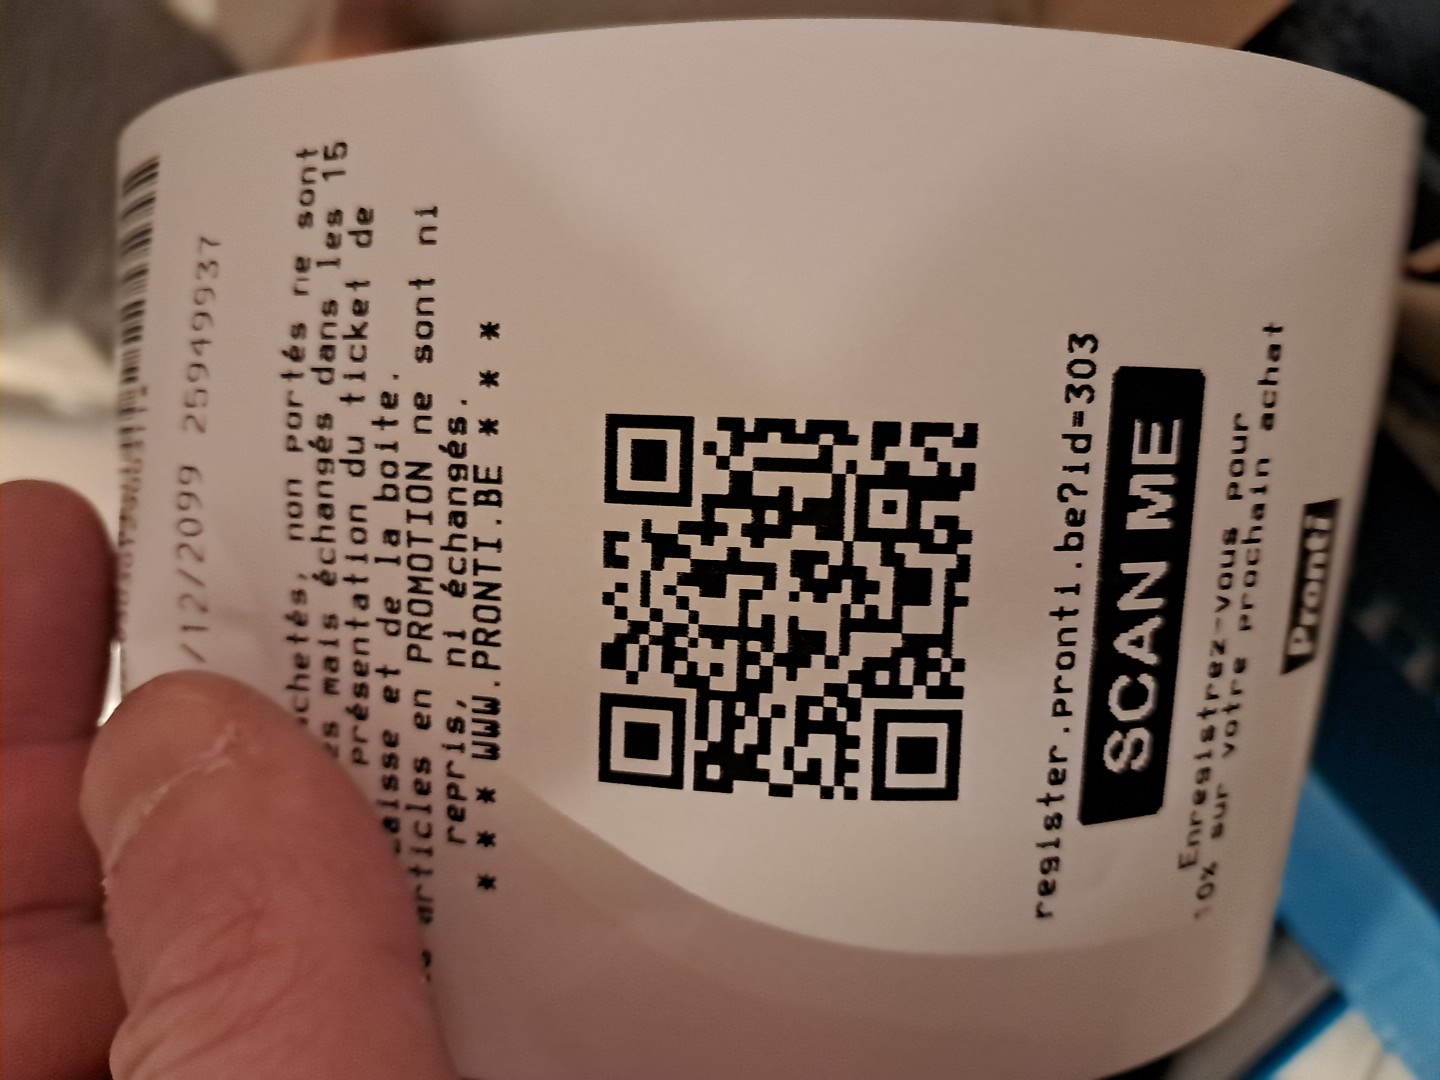 /12/2099 25949937
achetés, non portés ne sont
mais échangés dans les 15
présentation du ticket de
caisse et de la boite.
articles en PROMOTION ne sont ni
repris, ni échangés.
* * * WWW.PRONTI.BE * * *
register.pronti.be?id=303
SCAN ME
Enregistrez-vous pour
10% sur votre prochain achat
Pronti